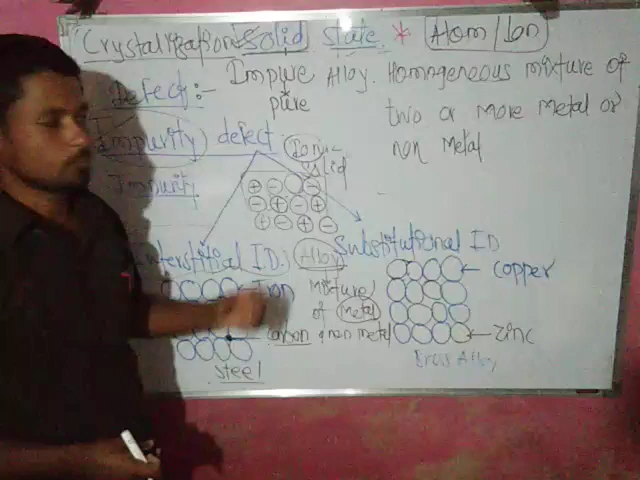 Crystalization Solid State * Atom/Ion
Defect:- Impure Alloy. Homogeneous mixture of
pure two or more Metal or
Impurity defect: Ionic non Metal
Solid
Impurity
+ - -
- + - +
+ - + -
Interstitial ID: Alloy Substitutional ID
Iron Mixture copper
of Metal
carbon & non metal Zinc
Steel Brass Alloy